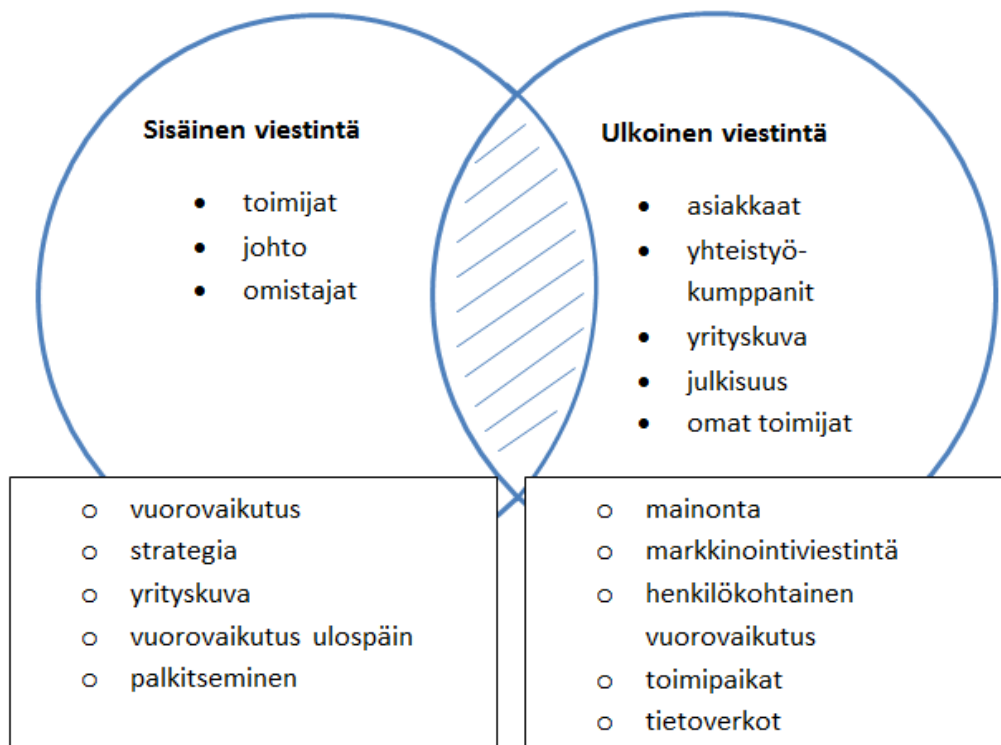 Sisäinen viestintä
• toimijat
• johto
• omistajat
Ulkoinen viestintä
• asiakkaat
• yhteistyö-
kumppanit
• yrityskuva
• julkisuus
• omat toimijat
o vuorovaikutus
o strategia
o yrityskuva
o vuorovaikutus ulospäin
o palkitseminen
o mainonta
o markkinointiviestintä
o henkilökohtainen
vuorovaikutus
o toimipaikat
o tietoverkot